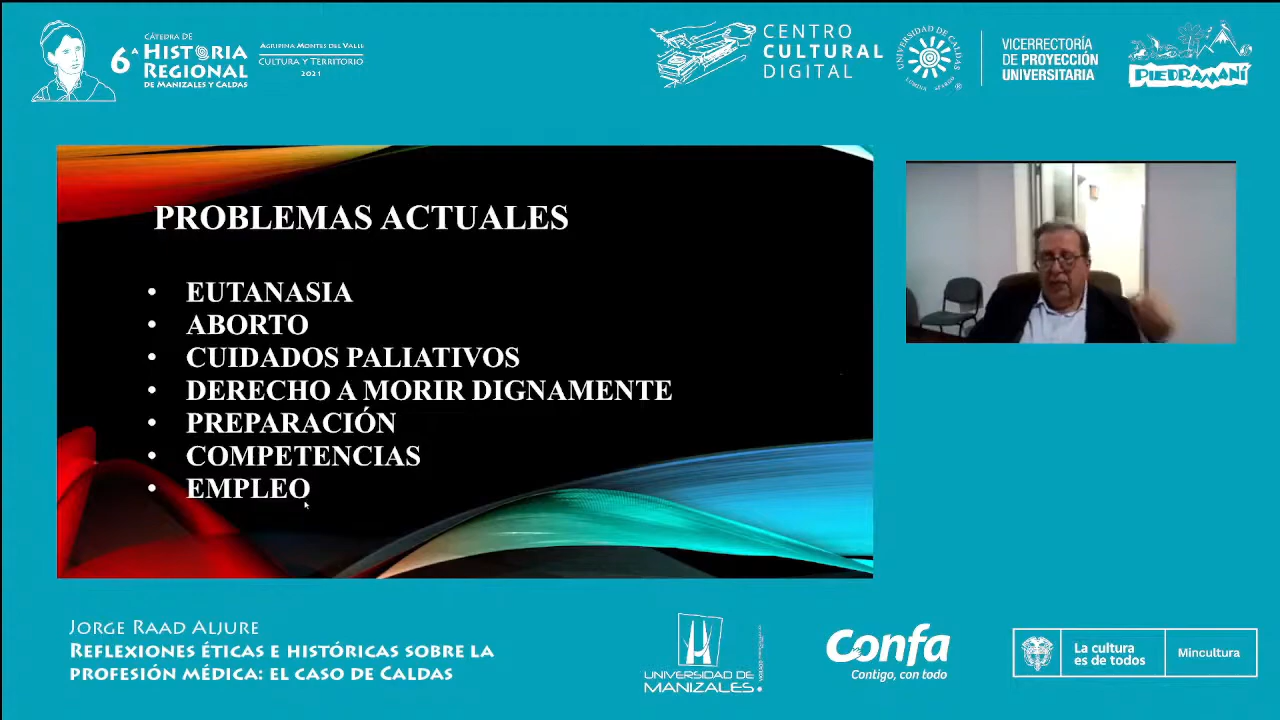 6ª
CÁTEDRA DE
HISTORIA
REGIONAL
DE MANIZALES Y CALDAS
AGRIPINA MONTES DEL VALLE
CULTURA Y TERRITORIO
2021
CENTRO
CULTURAL
DIGITAL
UNIVERSIDAD DE CALDAS
VICERRECTORÍA
DE PROYECCIÓN
UNIVERSITARIA
PIEDRAMANÍ
PROBLEMAS ACTUALES
• EUTANASIA
• ABORTO
• CUIDADOS PALIATIVOS
• DERECHO A MORIR DIGNAMENTE
• PREPARACIÓN
• COMPETENCIAS
• EMPLEO
JORGE RAAD ALJURE
REFLEXIONES ÉTICAS E HISTÓRICAS SOBRE LA
PROFESIÓN MÉDICA: EL CASO DE CALDAS
UNIVERSIDAD DE
MANIZALES
Confa
Contigo, con todo
La cultura
es de todos
Mincultura